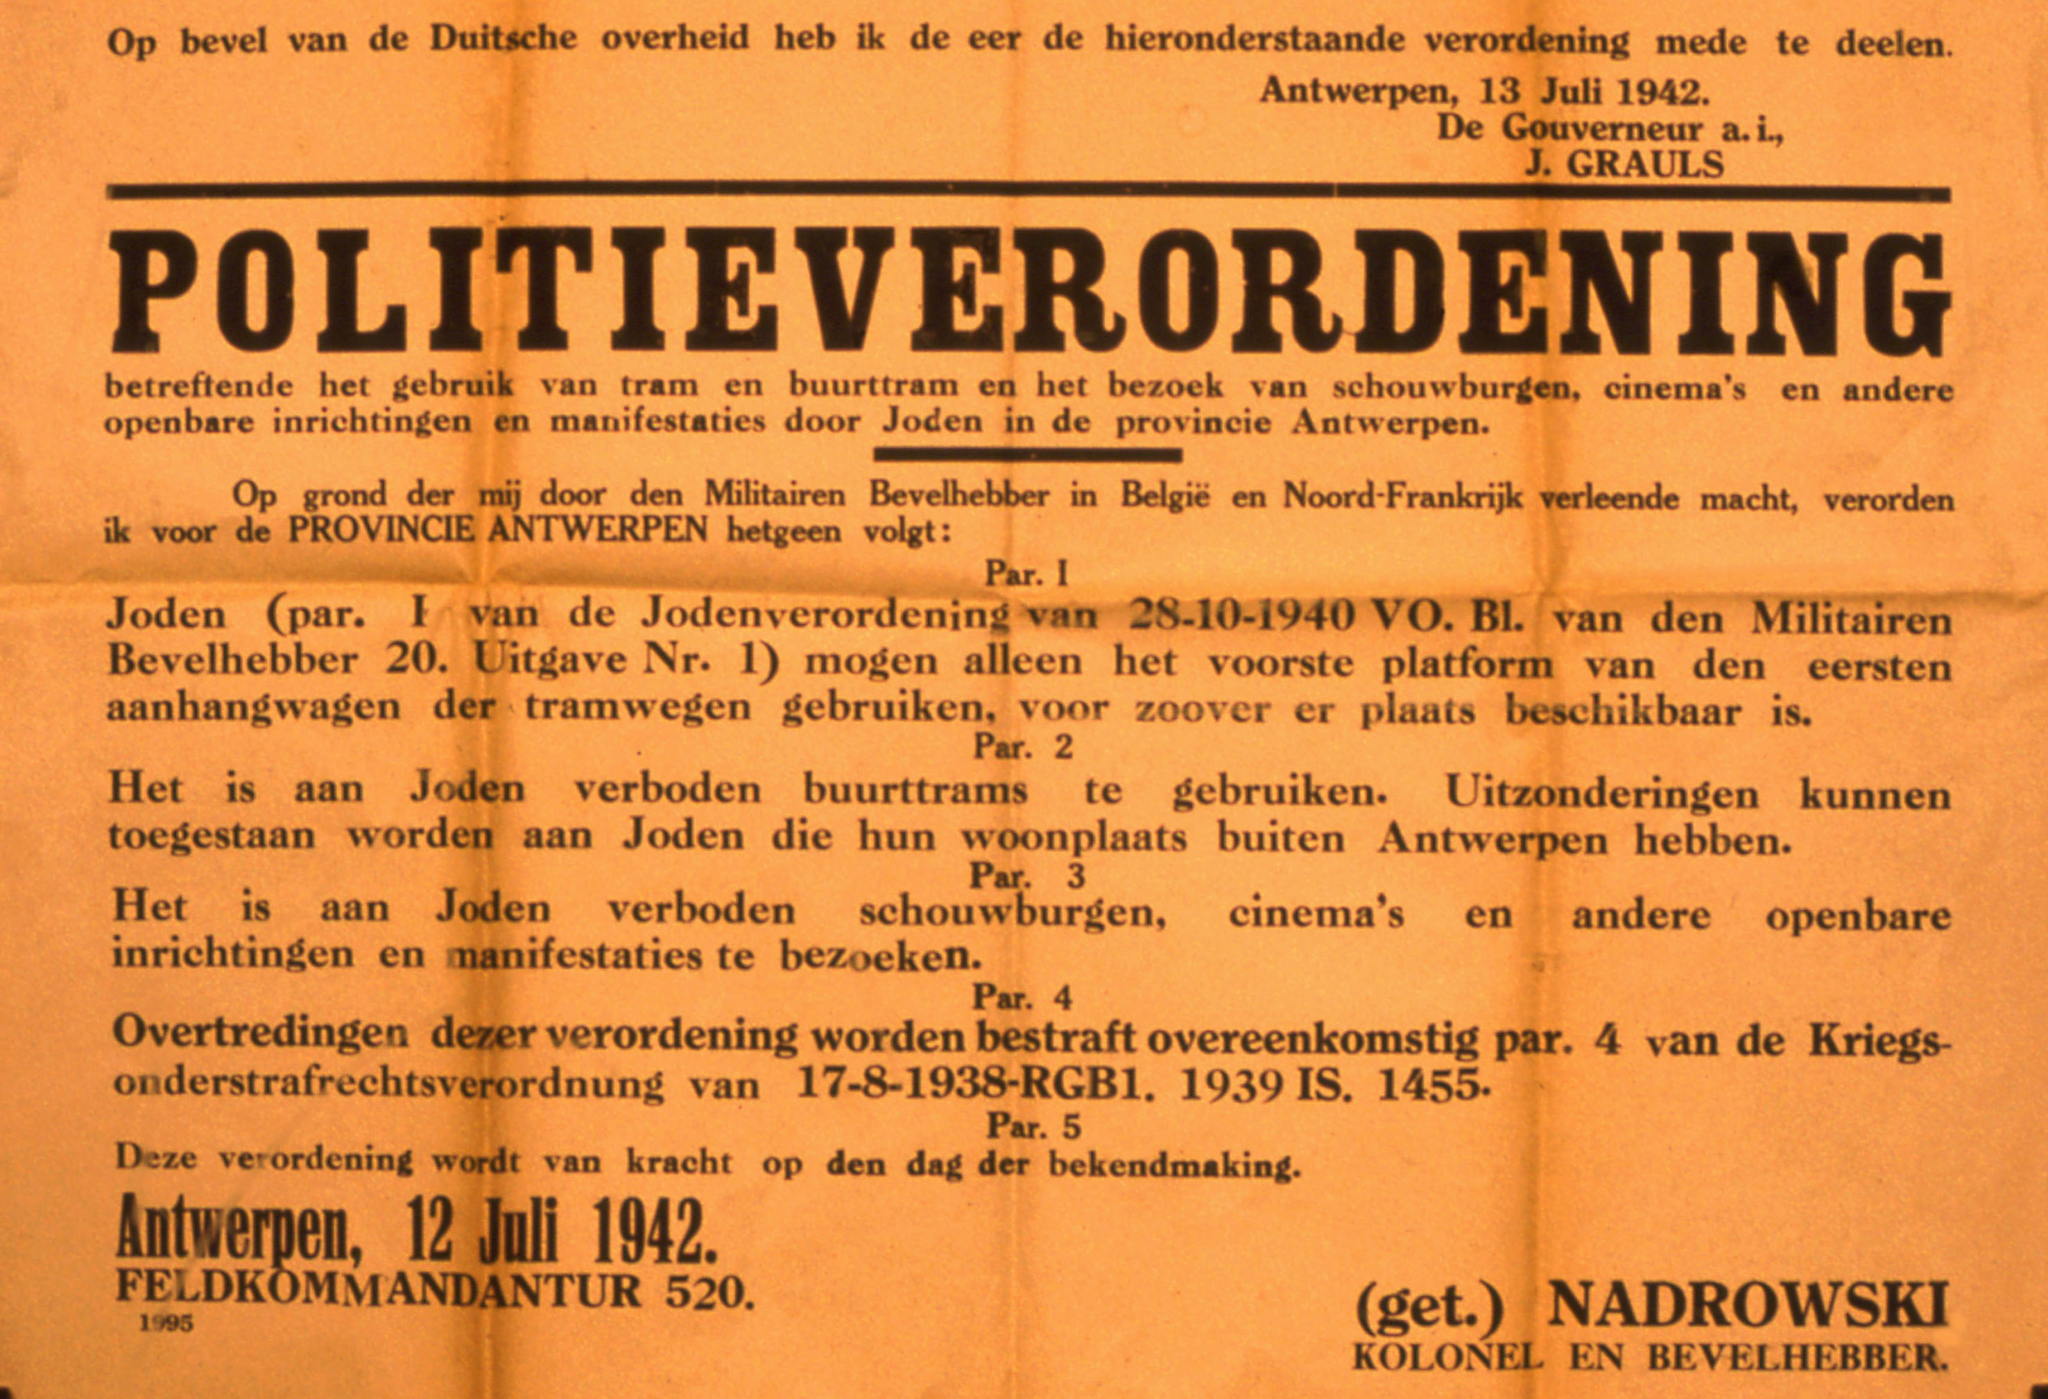 Op bevel van de Duitsche overheid heb ik de eer de hieronderstaande verordening mede te deelen.
Antwerpen, 13 Juli 1942.
De Gouverneur a.i.,
J. GRAULS
POLITIEVERORDENING
betreffende het gebruik van tram en buurttram en het bezoek van schouwburgen, cinema's en andere
openbare inrichtingen en manifestaties door Joden in de provincie Antwerpen.
Op grond der mij door den Militairen Bevelhebber in België en Noord-Frankrijk verleende macht, verorden
ik voor de PROVINCIE ANTWERPEN hetgeen volgt:
Par. I
Joden (par. I van de Jodenverordening van 28-10-1940 VO. Bl. van den Militairen
Bevelhebber 20. Uitgave Nr. 1) mogen alleen het voorste platform van den eersten
aanhangwagen der tramwegen gebruiken, voor zoover er plaats beschikbaar is.
Par. 2
Het is aan Joden verboden buurttrams te gebruiken. Uitzonderingen kunnen
toegestaan worden aan Joden die hun woonplaats buiten Antwerpen hebben.
Par. 3
Het is aan Joden verboden schouwburgen, cinema's en andere openbare
inrichtingen en manifestaties te bezoeken.
Par. 4
Overtredingen dezer verordening worden bestraft overeenkomstig par. 4 van de Kriegs-
onderstrafrechtsverordnung van 17-8-1938-RGB1. 1939 IS. 1455.
Par. 5
Deze verordening wordt van kracht op den dag der bekendmaking.
Antwerpen, 12 Juli 1942.
FELDKOMMANDANTUR 520.
1995
(get.) NADROWSKI
KOLONEL EN BEVELHEBBER.